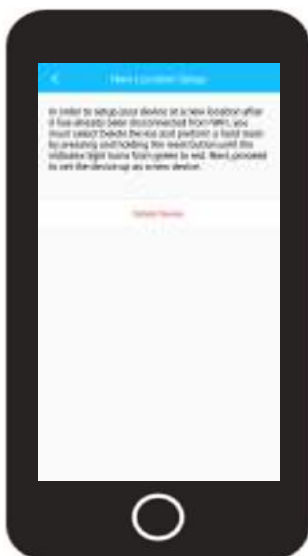 New Location Setup
In order to setup your device at a new location after
it has already been disconnected from WiFi, you
must select Delete Device and perform a hard reset
by pressing and holding the reset button until the
indicator light turns from green to red. Next, proceed
to set the device up as a new device.
Delete Device